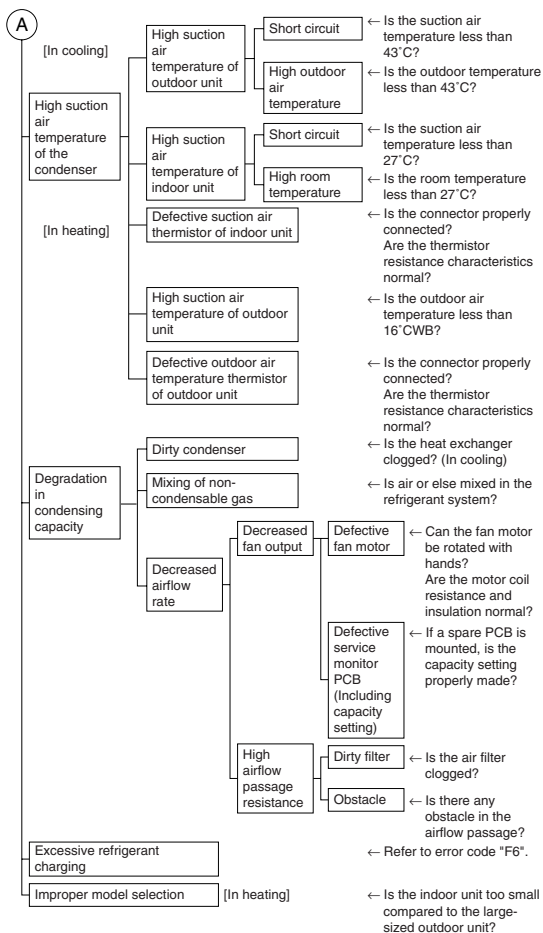 A
[In cooling]
High suction
air
temperature
of the
condenser
High suction
air
temperature of
outdoor unit
Short circuit
← Is the suction air
temperature less than
43˚C?
High outdoor
air
temperature
← Is the outdoor temperature
less than 43˚C?
High suction
air
temperature of
indoor unit
Short circuit
← Is the suction air
temperature less than
27˚C?
High room
temperature
← Is the room temperature
less than 27˚C?
[In heating]
Defective suction air
thermistor of indoor unit
← Is the connector properly
connected?
Are the thermistor
resistance characteristics
normal?
High suction air
temperature of outdoor
unit
← Is the outdoor air
temperature less than
16˚CWB?
Defective outdoor air
temperature thermistor
of outdoor unit
← Is the connector properly
connected?
Are the thermistor
resistance characteristics
normal?
Degradation
in
condensing
capacity
Dirty condenser
← Is the heat exchanger
clogged? (In cooling)
Mixing of non-
condensable gas
← Is air or else mixed in the
refrigerant system?
Decreased
airflow
rate
Decreased
fan output
Defective
fan motor
← Can the fan motor
be rotated with
hands?
Are the motor coil
resistance and
insulation normal?
Defective
service
monitor
PCB
(Including
capacity
setting)
← If a spare PCB is
mounted, is the
capacity setting
properly made?
High
airflow
passage
resistance
Dirty filter
← Is the air filter
clogged?
Obstacle
← Is there any
obstacle in the
airflow passage?
Excessive refrigerant
charging
← Refer to error code "F6".
Improper model selection
[In heating]
← Is the indoor unit too small
compared to the large-
sized outdoor unit?